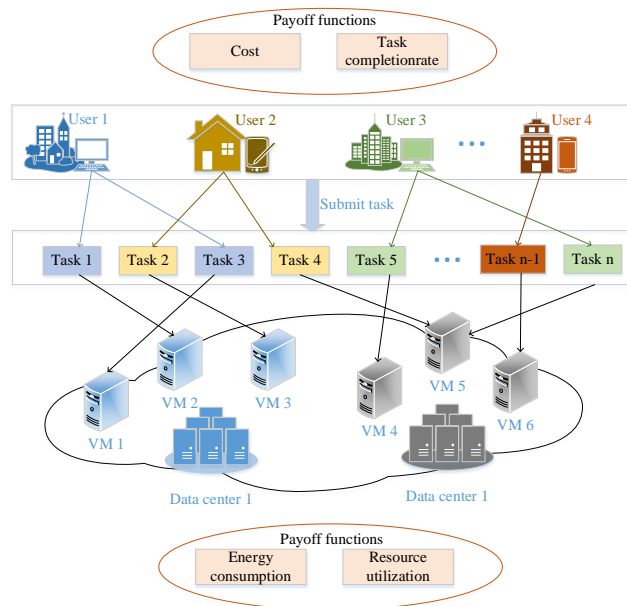 Payoff functions
Cost
Task
completionrate
User 1
User 2
User 3
User 4
Submit task
Task 1
Task 2
Task 3
Task 4
Task 5
Task n-1
Task n
VM 1
VM 2
VM 3
VM 4
VM 5
VM 6
Data center 1
Data center 1
Payoff functions
Energy
consumption
Resource
utilization